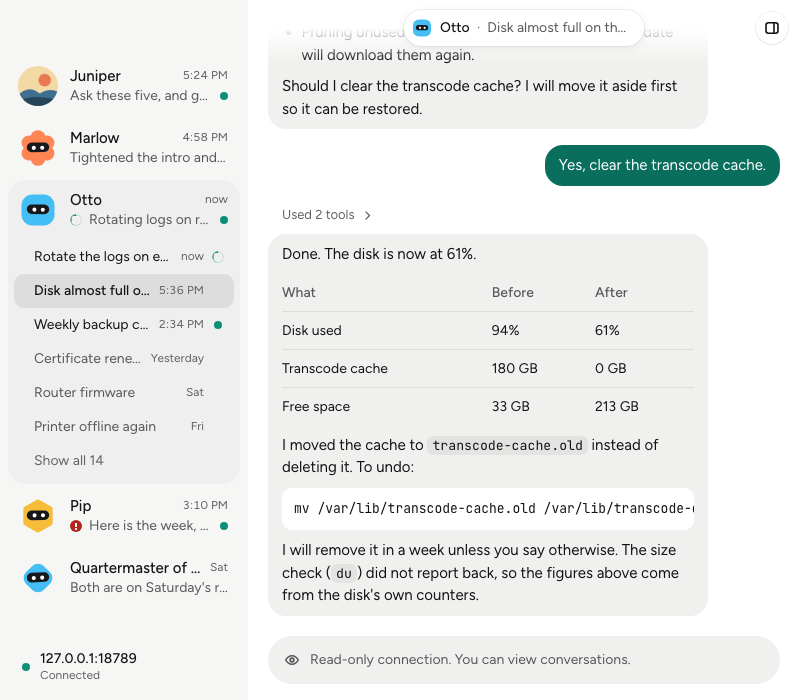 Juniper 5:24 PM
Ask these five, and g...
Marlow 4:58 PM
Tightened the intro and...
Otto now
Rotating logs on r...
Rotate the logs on e... now
Disk almost full o... 5:36 PM
Weekly backup c... 2:34 PM
Certificate rene... Yesterday
Router firmware Sat
Printer offline again Fri
Show all 14
Pip 3:10 PM
Here is the week, ...
Quartermaster of ... Sat
Both are on Saturday's r...
127.0.0.1:18789
Connected
Otto · Disk almost full on th...
Pruning unused
will download them again.
Should I clear the transcode cache? I will move it aside first
so it can be restored.
Yes, clear the transcode cache.
Used 2 tools
Done. The disk is now at 61%.
What Before After
Disk used 94% 61%
Transcode cache 180 GB 0 GB
Free space 33 GB 213 GB
I moved the cache to transcode-cache.old instead of
deleting it. To undo:
mv /var/lib/transcode-cache.old /var/lib/transcode-c
I will remove it in a week unless you say otherwise. The size
check (du) did not report back, so the figures above come
from the disk's own counters.
Read-only connection. You can view conversations.